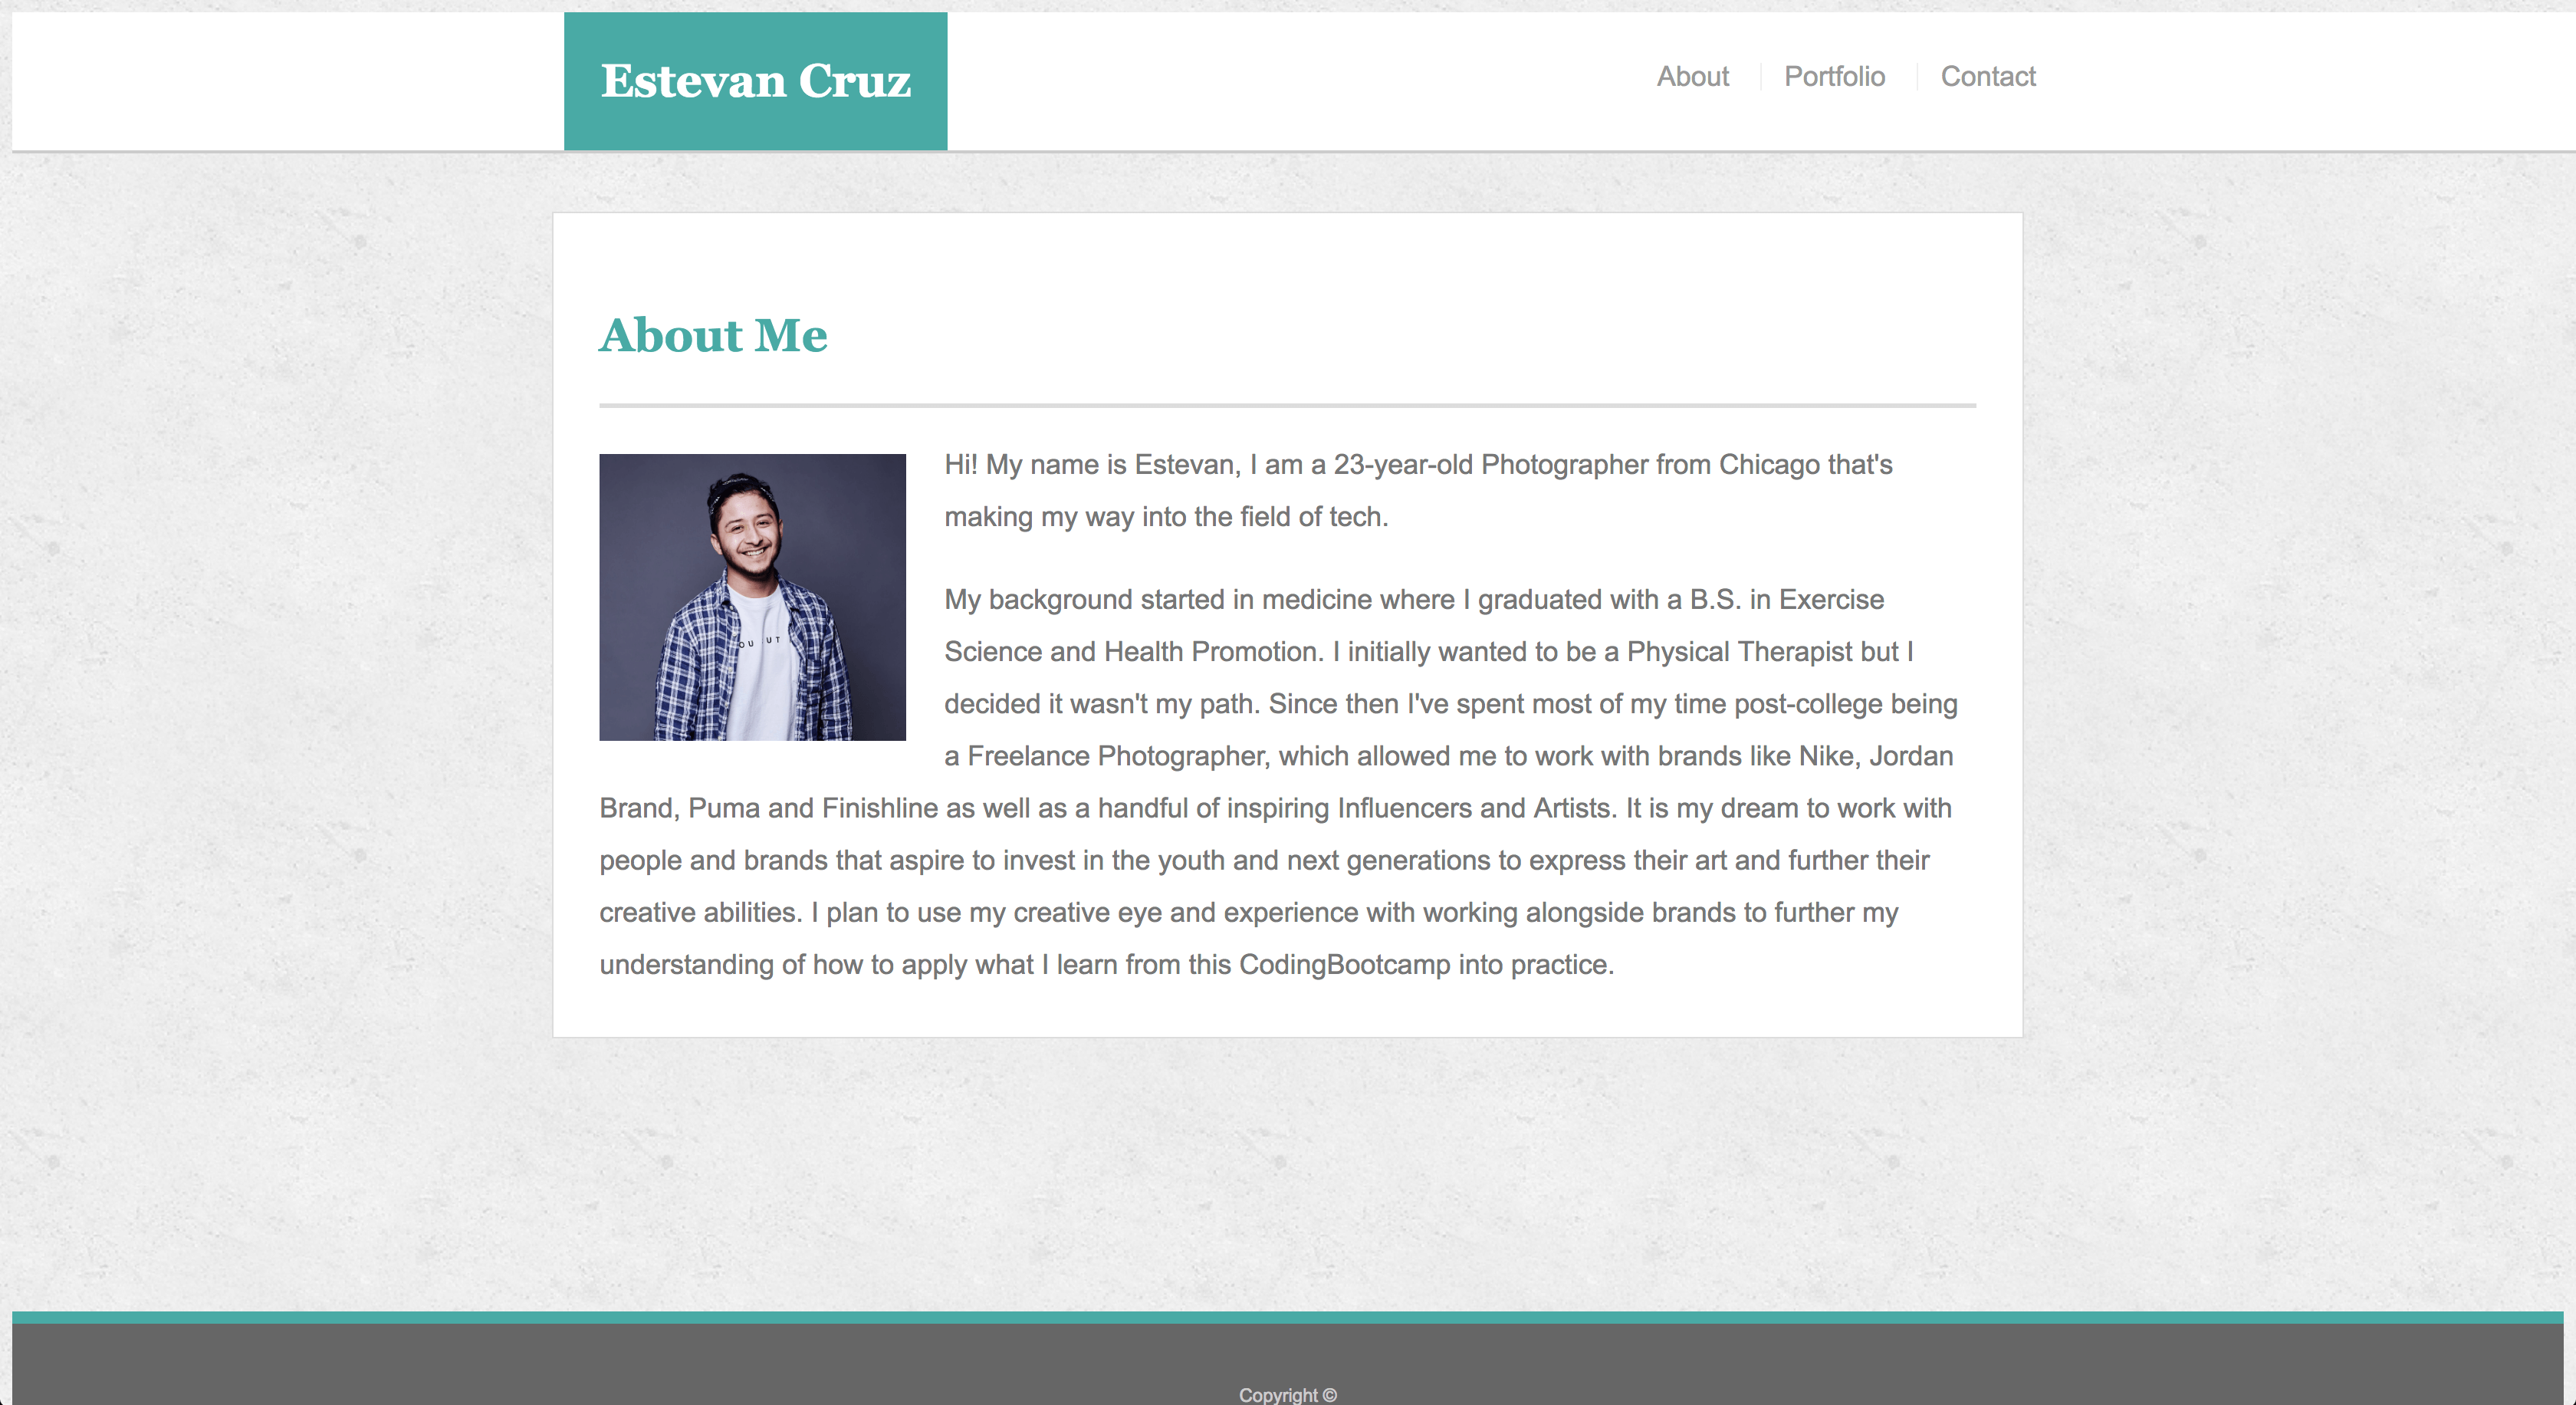 Estevan Cruz
About
Portfolio
Contact
About Me
Hi! My name is Estevan, I am a 23-year-old Photographer from Chicago that's
making my way into the field of tech.
My background started in medicine where I graduated with a B.S. in Exercise
Science and Health Promotion. I initially wanted to be a Physical Therapist but I
decided it wasn't my path. Since then I've spent most of my time post-college being
a Freelance Photographer, which allowed me to work with brands like Nike, Jordan
Brand, Puma and Finishline as well as a handful of inspiring Influencers and Artists. It is my dream to work with
people and brands that aspire to invest in the youth and next generations to express their art and further their
creative abilities. I plan to use my creative eye and experience with working alongside brands to further my
understanding of how to apply what I learn from this CodingBootcamp into practice.
Copyright ©